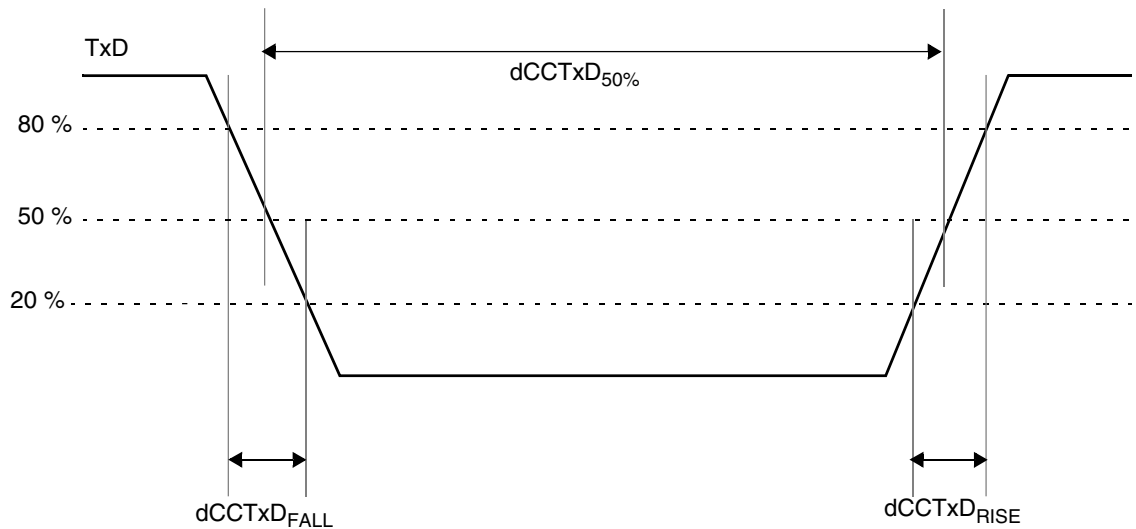 TxD
dCCTxD50%
80 %
50 %
20 %
dCCTxDFALL
dCCTxDRISE